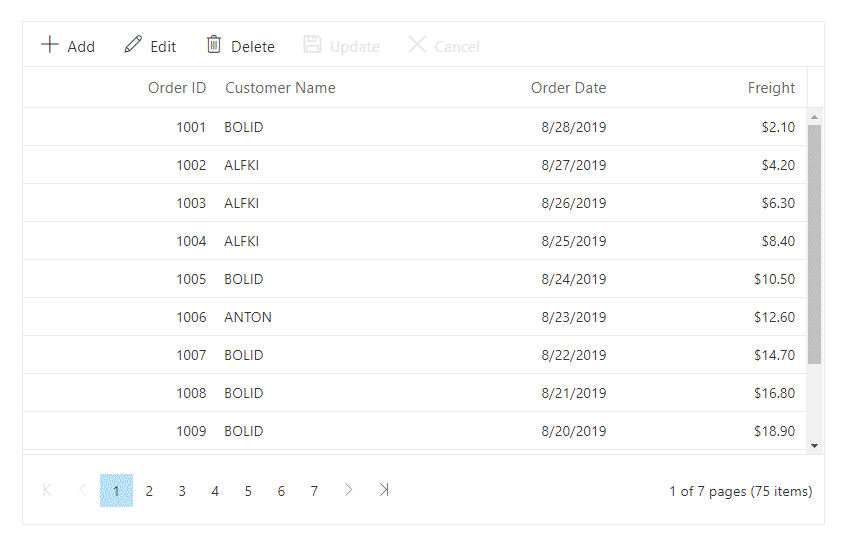 Add Edit Delete Update Cancel
Order ID Customer Name Order Date Freight
1001 BOLID 8/28/2019 $2.10
1002 ALFKI 8/27/2019 $4.20
1003 ALFKI 8/26/2019 $6.30
1004 ALFKI 8/25/2019 $8.40
1005 BOLID 8/24/2019 $10.50
1006 ANTON 8/23/2019 $12.60
1007 BOLID 8/22/2019 $14.70
1008 BOLID 8/21/2019 $16.80
1009 BOLID 8/20/2019 $18.90
1 2 3 4 5 6 7 1 of 7 pages (75 items)